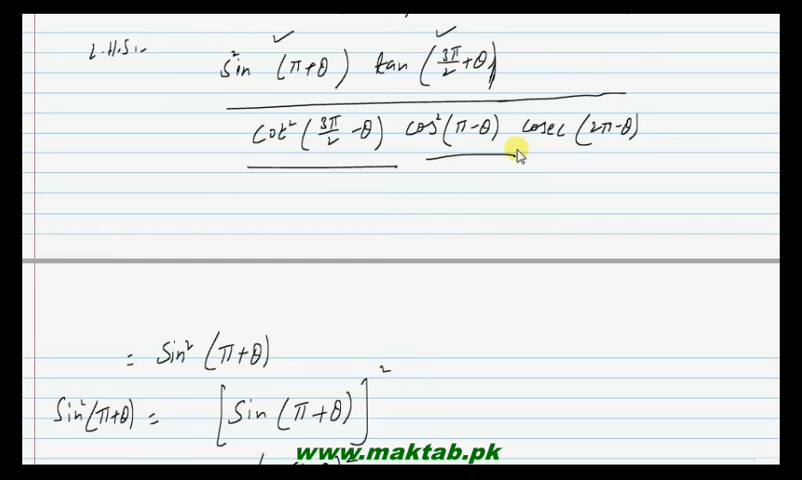 L.H.S:-
sin² (π+θ) tan (3π/2 +θ)
cot² (3π/2 -θ) cos² (π-θ) cosec (2π-θ)
= Sin² (π+θ)
Sin² (π+θ) = [Sin (π+θ)]²
www.maktab.pk